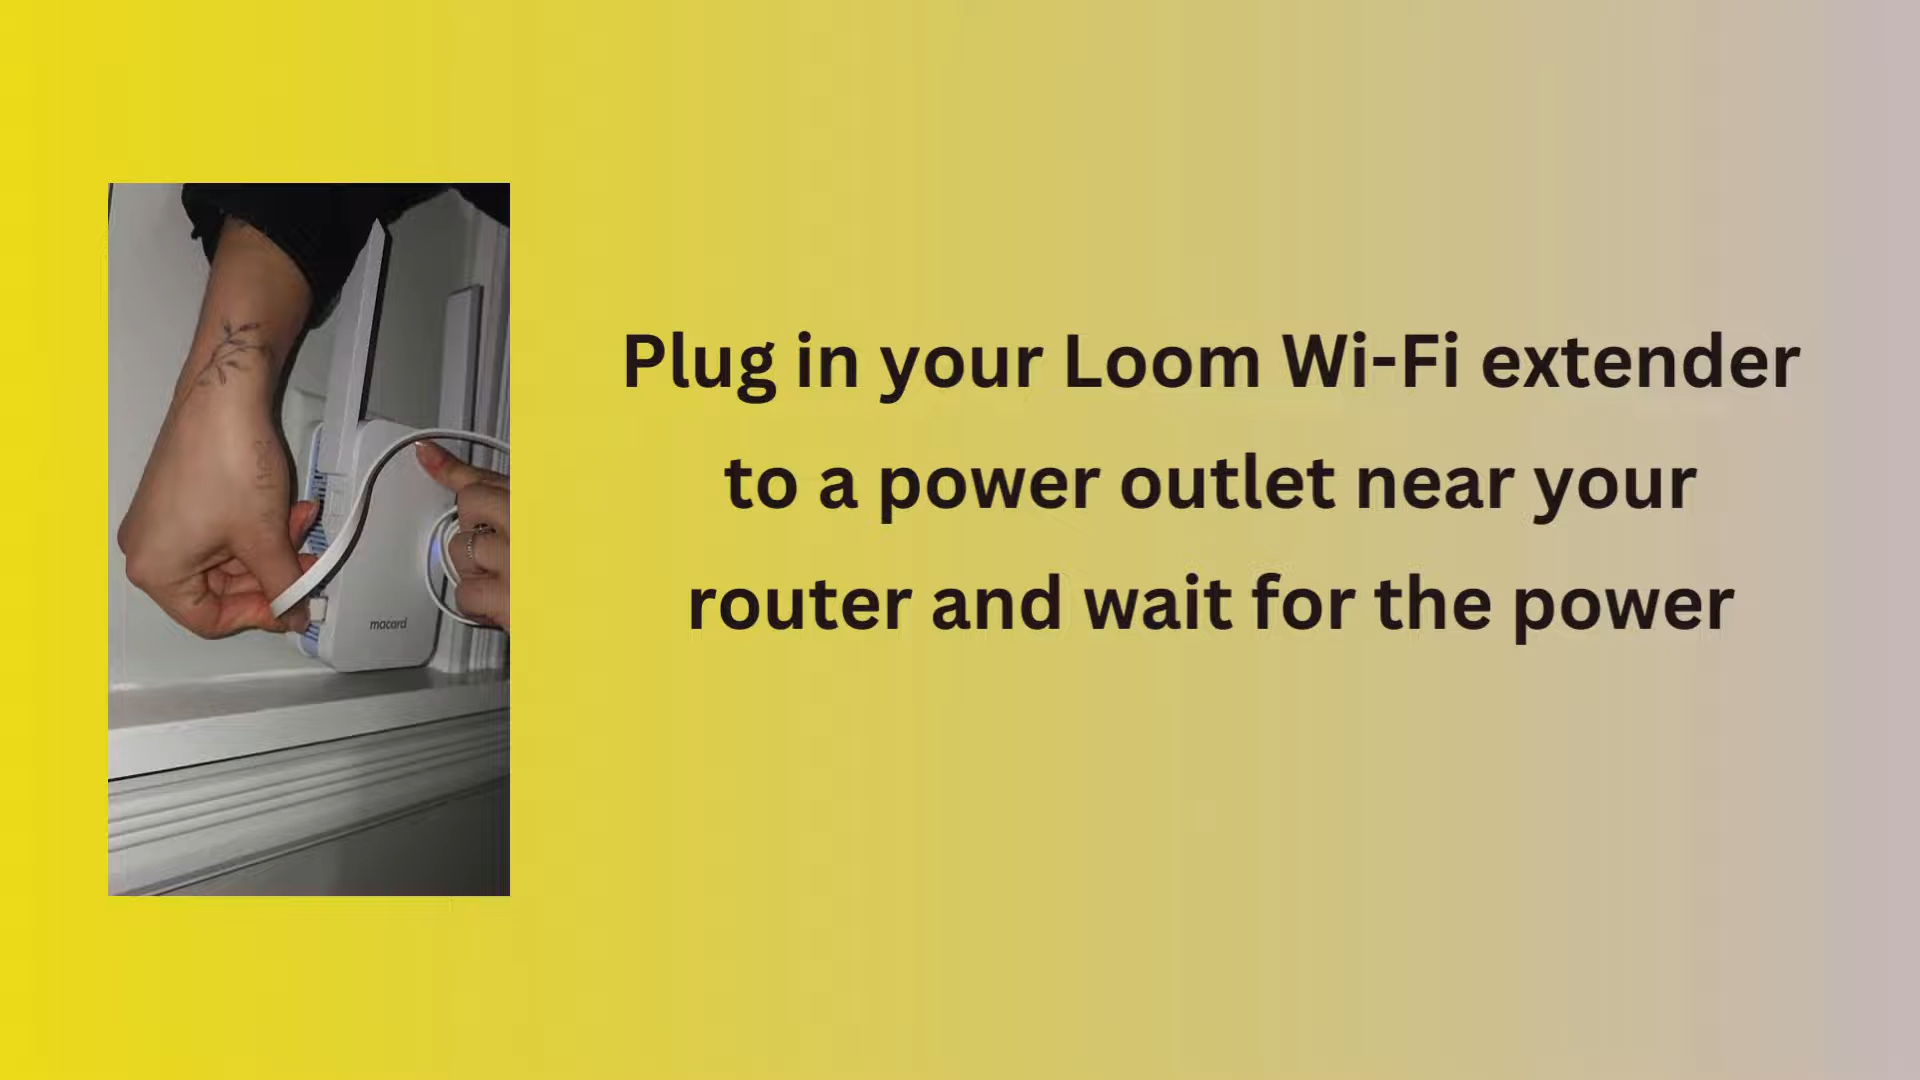 Plug in your Loom Wi-Fi extender
to a power outlet near your
router and wait for the power
macard